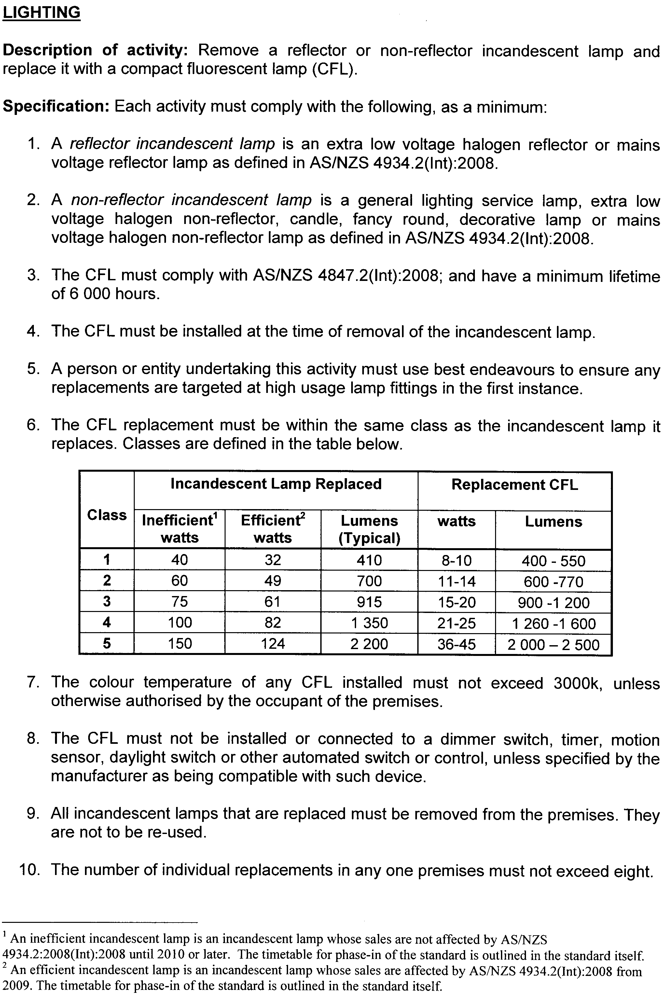 LIGHTING
Description of activity: Remove a reflector or non-reflector incandescent lamp and
replace it with a compact fluorescent lamp (CFL).
Specification: Each activity must comply with the following, as a minimum:
1. A reflector incandescent lamp is an extra low voltage halogen reflector or mains
voltage reflector lamp as defined in AS/NZS 4934.2(Int):2008.
2. A non-reflector incandescent lamp is a general lighting service lamp, extra low
voltage halogen non-reflector, candle, fancy round, decorative lamp or mains
voltage halogen non-reflector lamp as defined in AS/NZS 4934.2(Int):2008.
3. The CFL must comply with AS/NZS 4847.2(Int):2008; and have a minimum lifetime
of 6 000 hours.
4. The CFL must be installed at the time of removal of the incandescent lamp.
5. A person or entity undertaking this activity must use best endeavours to ensure any
replacements are targeted at high usage lamp fittings in the first instance.
6. The CFL replacement must be within the same class as the incandescent lamp it
replaces. Classes are defined in the table below.
Incandescent Lamp Replaced Replacement CFL
Class Inefficient¹ Efficient² Lumens watts Lumens
watts watts (Typical)
1 40 32 410 8-10 400 - 550
2 60 49 700 11-14 600 -770
3 75 61 915 15-20 900 -1 200
4 100 82 1 350 21-25 1 260 -1 600
5 150 124 2 200 36-45 2 000 – 2 500
7. The colour temperature of any CFL installed must not exceed 3000k, unless
otherwise authorised by the occupant of the premises.
8. The CFL must not be installed or connected to a dimmer switch, timer, motion
sensor, daylight switch or other automated switch or control, unless specified by the
manufacturer as being compatible with such device.
9. All incandescent lamps that are replaced must be removed from the premises. They
are not to be re-used.
10. The number of individual replacements in any one premises must not exceed eight.
¹ An inefficient incandescent lamp is an incandescent lamp whose sales are not affected by AS/NZS
4934.2:2008(Int):2008 until 2010 or later. The timetable for phase-in of the standard is outlined in the standard itself.
² An efficient incandescent lamp is an incandescent lamp whose sales are affected by AS/NZS 4934.2(Int):2008 from
2009. The timetable for phase-in of the standard is outlined in the standard itself.